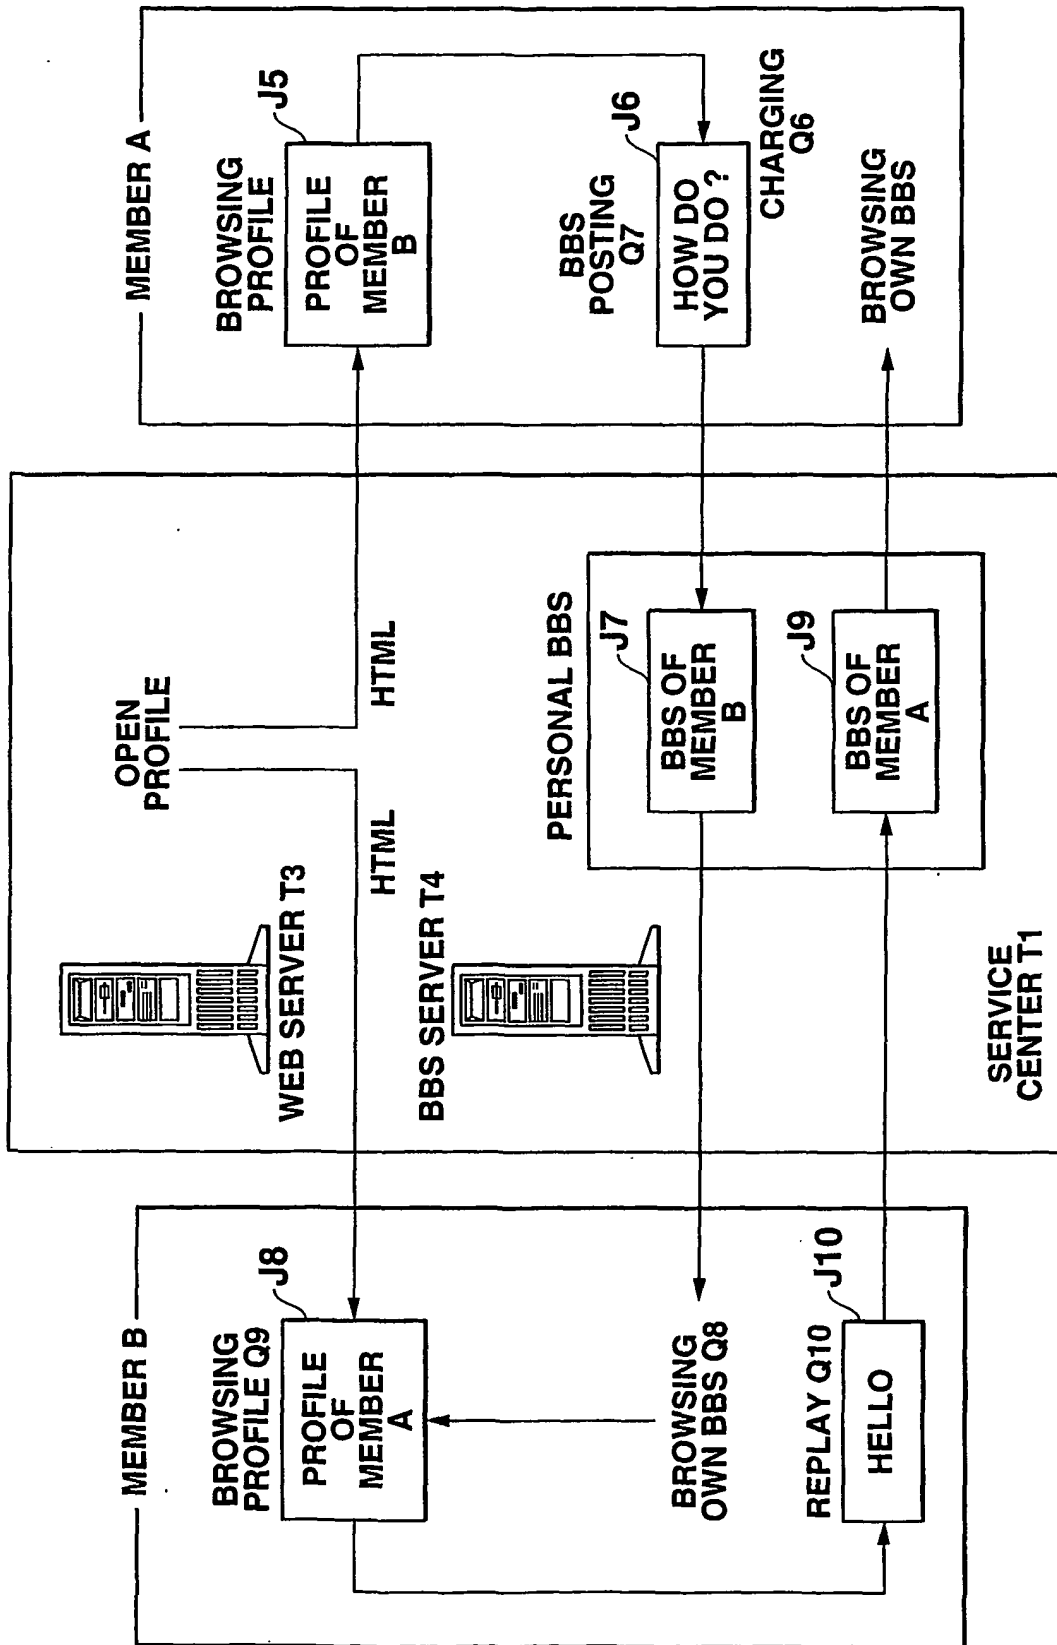 MEMBER B
BROWSING
PROFILE Q9
J8
PROFILE
OF
MEMBER
A
BROWSING
OWN BBS Q8
REPLAY Q10
J10
HELLO
WEB SERVER T3
OPEN
PROFILE
HTML
HTML
BBS SERVER T4
PERSONAL BBS
J7
BBS OF
MEMBER
B
J9
BBS OF
MEMBER
A
SERVICE
CENTER T1
MEMBER A
BROWSING
PROFILE
J5
PROFILE
OF
MEMBER
B
BBS
POSTING
Q7
J6
HOW DO
YOU DO ?
CHARGING
Q6
BROWSING
OWN BBS